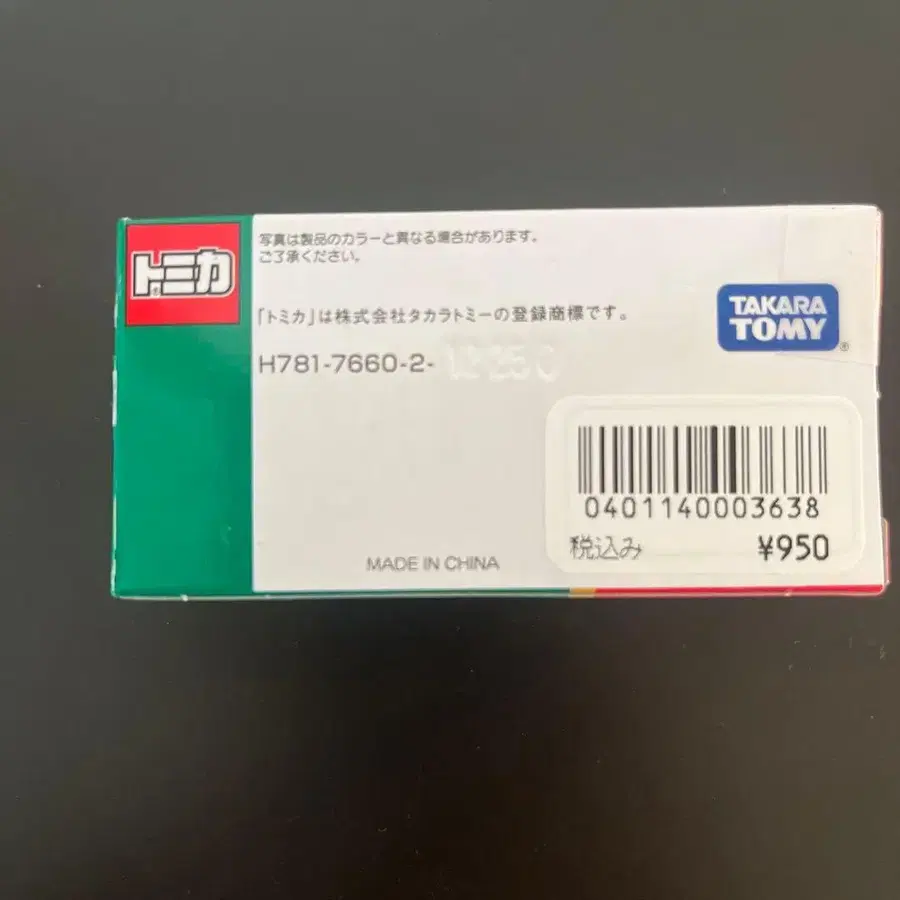 トミカ
写真は製品のカラーと異なる場合があります。
ご了承ください。
「トミカ」は株式会社タカラトミーの登録商標です。
TAKARA
TOMY
H781-7660-2-
0401140003638
税込み ¥950
MADE IN CHINA